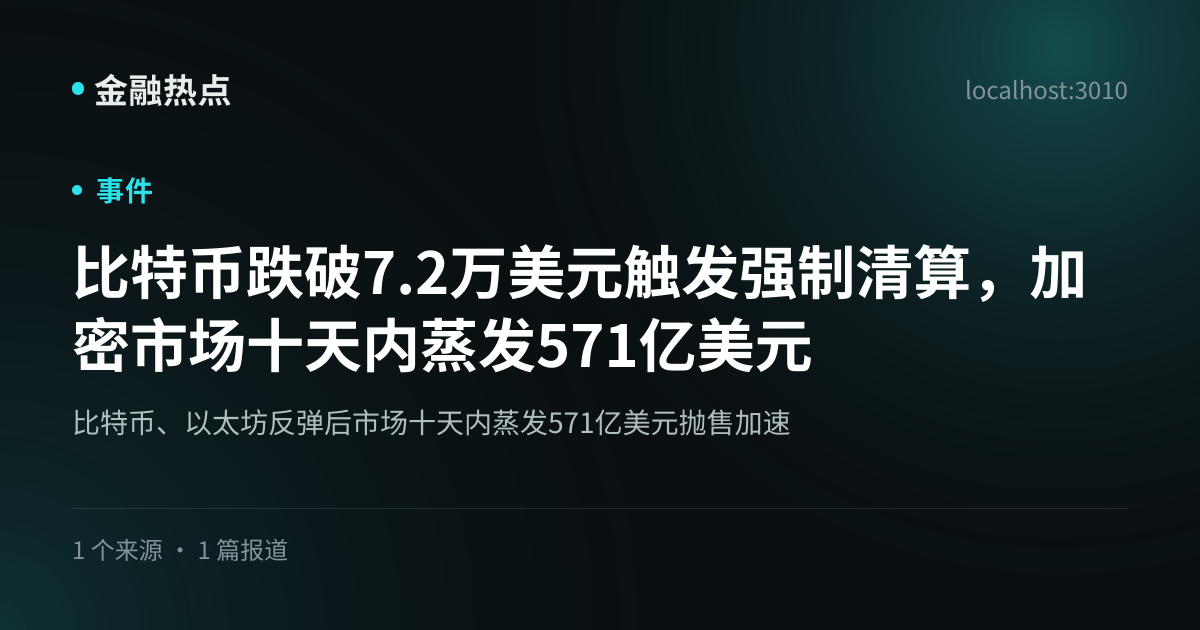 金融热点
localhost:3010
事件
比特币跌破7.2万美元触发强制清算，加
密市场十天内蒸发571亿美元
比特币、以太坊反弹后市场十天内蒸发571亿美元抛售加速
1 个来源 · 1 篇报道